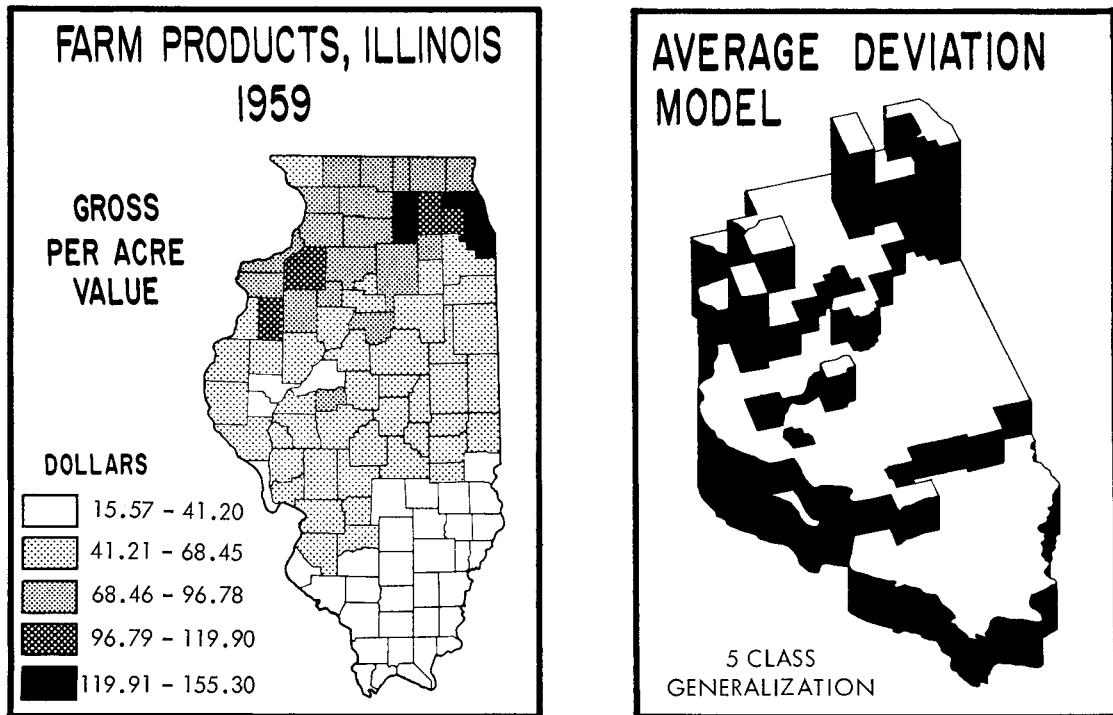 FARM PRODUCTS, ILLINOIS
1959
GROSS
PER ACRE
VALUE
DOLLARS
15.57 - 41.20
41.21 - 68.45
68.46 - 96.78
96.79 - 119.90
119.91 - 155.30
AVERAGE DEVIATION
MODEL
5 CLASS
GENERALIZATION